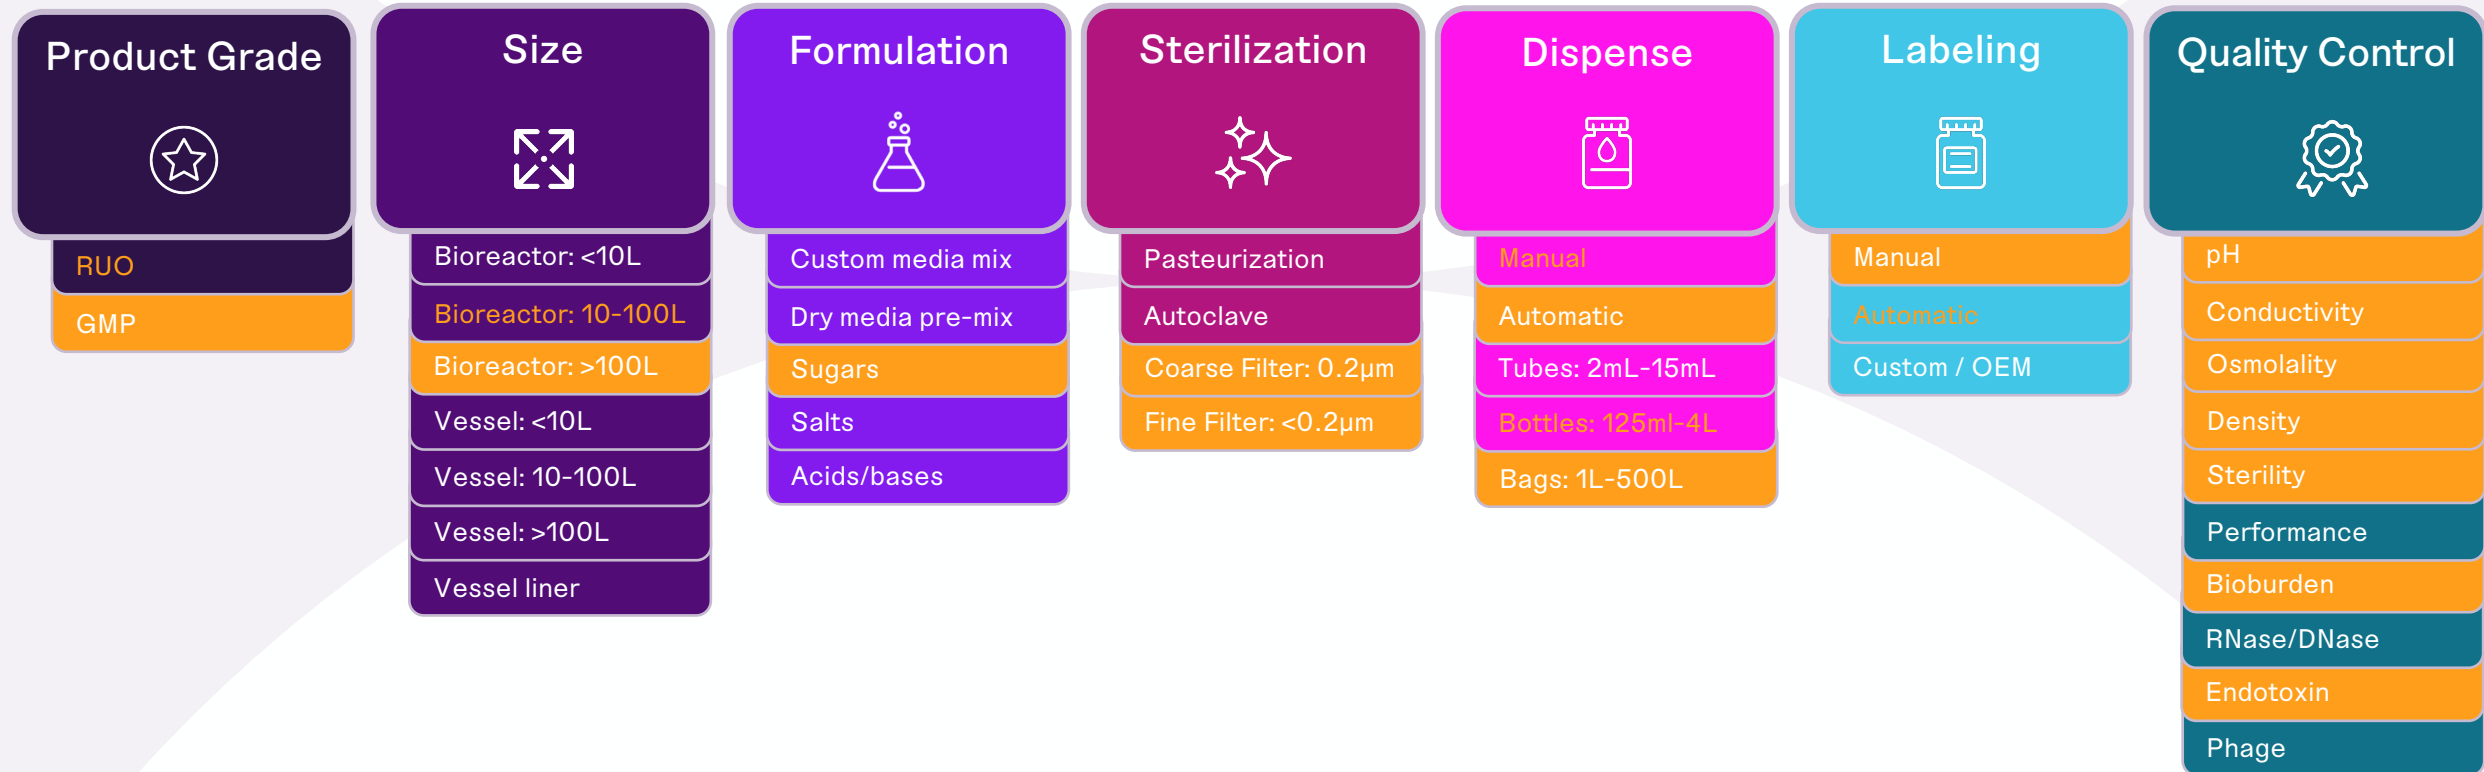 Product Grade
RUO
GMP
Size
Bioreactor: <10L
Bioreactor: 10-100L
Bioreactor: >100L
Vessel: <10L
Vessel: 10-100L
Vessel: >100L
Vessel liner
Formulation
Custom media mix
Dry media pre-mix
Sugars
Salts
Acids/bases
Sterilization
Pasteurization
Autoclave
Coarse Filter: 0.2µm
Fine Filter: <0.2µm
Dispense
Manual
Automatic
Tubes: 2mL-15mL
Bottles: 125ml-4L
Bags: 1L-500L
Labeling
Manual
Automatic
Custom / OEM
Quality Control
pH
Conductivity
Osmolality
Density
Sterility
Performance
Bioburden
RNase/DNase
Endotoxin
Phage